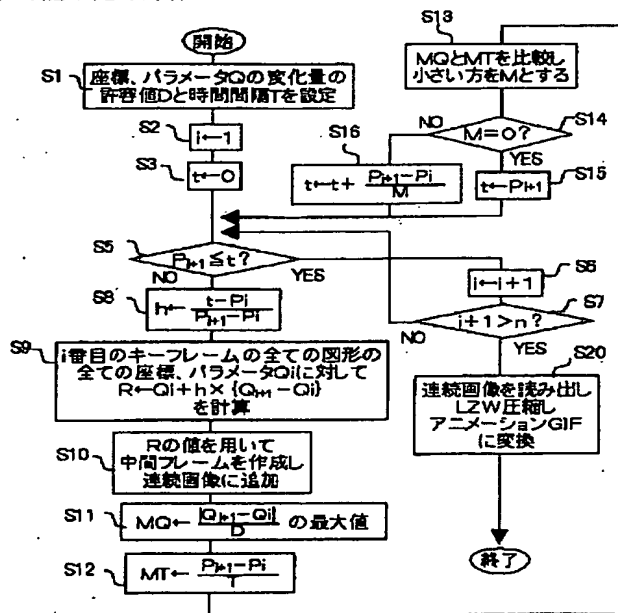 開始
S1
座標、パラメータQの変化量の
許容値Dと時間間隔Tを設定
S2
i←1
S3
t←0
S5
Pi+1≦t?
NO
YES
S8
h← t-Pi
Pi+1-Pi
S9
i番目のキーフレームの全ての図形の
全ての座標、パラメータQiに対して
R←Qi+h×{Qi+1-Qi}
を計算
S10
Rの値を用いて
中間フレームを作成し
連続画像に追加
S11
MQ← |Qi+1-Qi| の最大値
D
S12
MT← Pi+1-Pi
T
S13
MQとMTを比較し
小さい方をMとする
S14
M=0?
NO
YES
S16
t←t+ Pi+1-Pi
M
S15
t←Pi+1
S6
i←i+1
S7
i+1>n?
NO
YES
S20
連続画像を読み出し
LZW圧縮し
アニメーションGIF
に変換
終了